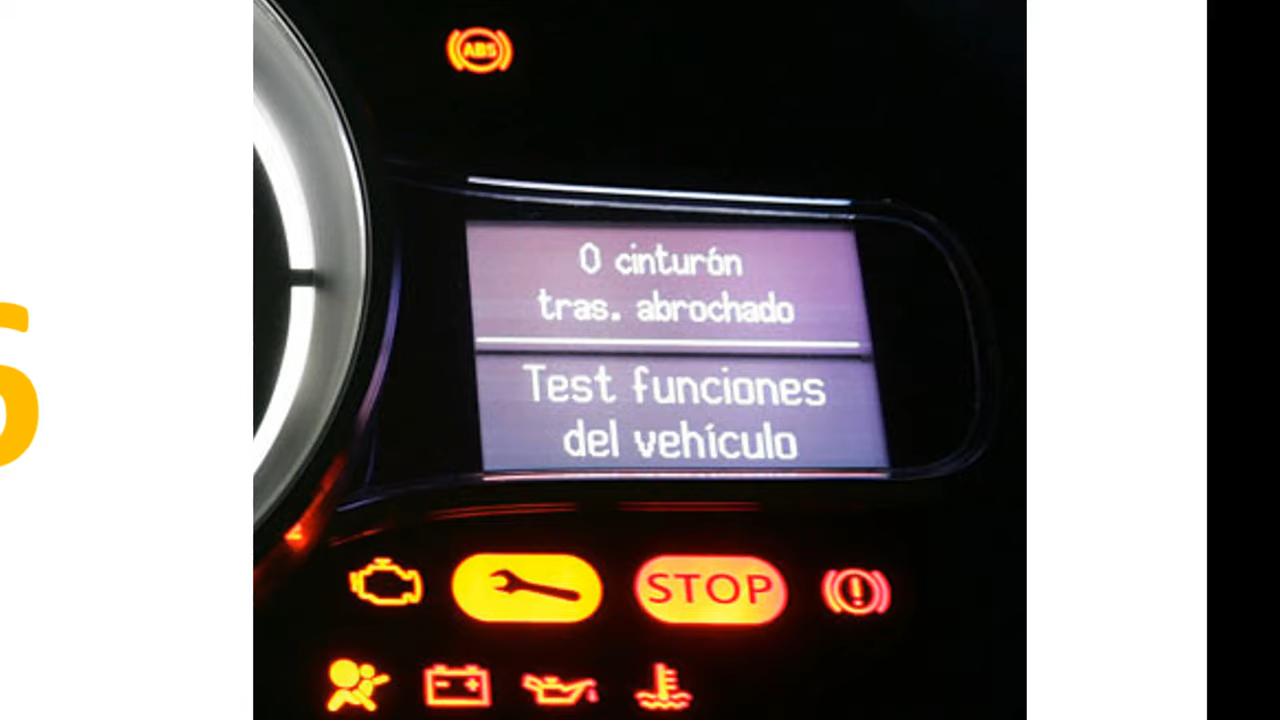 ABS
0 cinturón
tras. abrochado
Test funciones
del vehículo
STOP